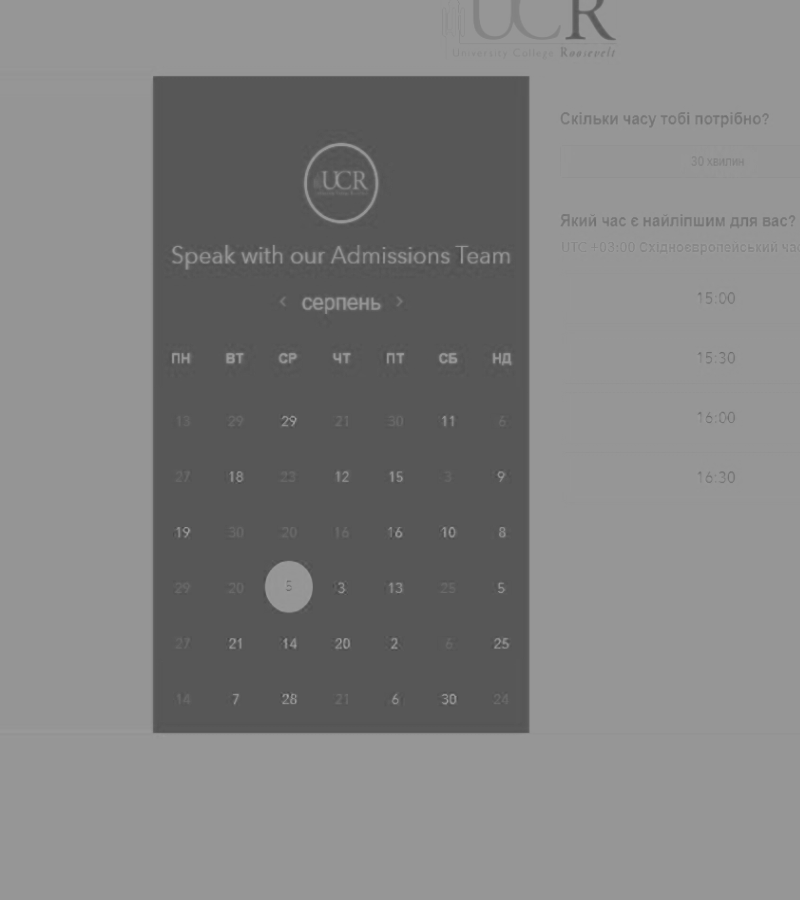 UCR
University College Roosevelt
UCR
Speak with our Admissions Team
‹ серпень ›
ПН ВТ СР ЧТ ПТ СБ НД
13 29 29 21 30 11 6
27 18 23 12 15 3 9
19 30 20 16 16 10 8
29 20 5 3 13 25 5
27 21 14 20 2 6 25
14 7 28 21 6 30 24
Скільки часу тобі потрібно?
30 хвилин
Який час є найліпшим для вас?
UTC +03:00 Східноєвропейський
15:00
15:30
16:00
16:30